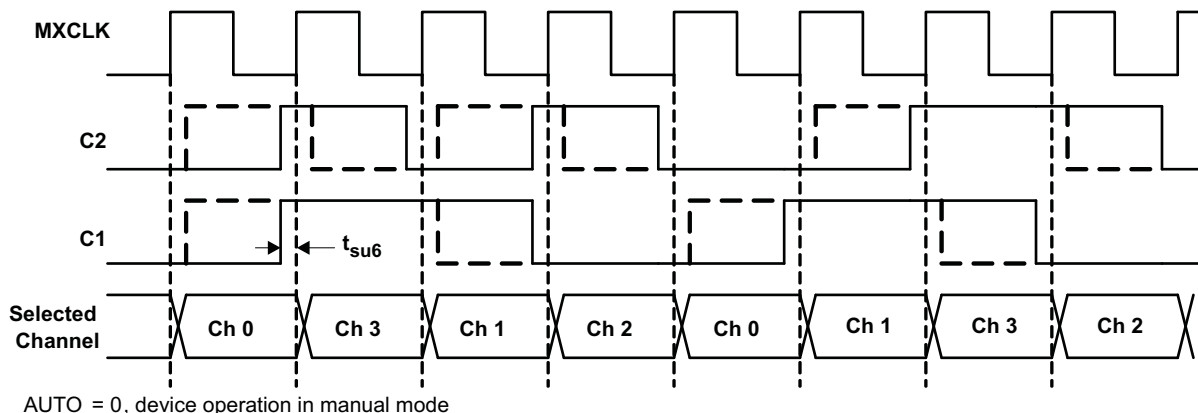 MXCLK
C2
C1
tsu6
Selected
Channel
Ch 0
Ch 3
Ch 1
Ch 2
Ch 0
Ch 1
Ch 3
Ch 2
AUTO = 0, device operation in manual mode